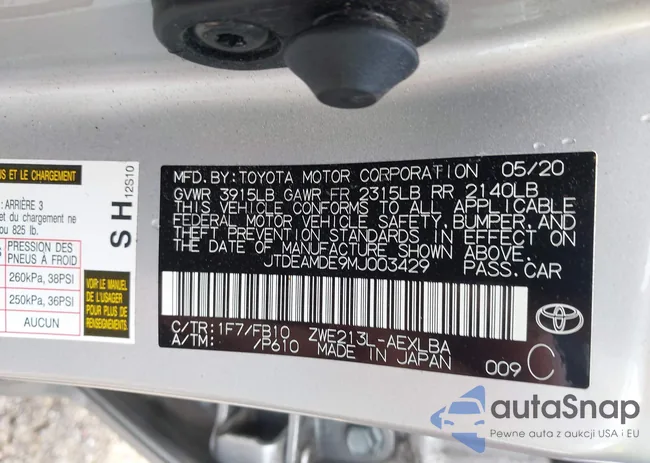 LE CHARGEMENT
ARRIÈRE 3
et du chargement ne
ou 825 lb.
PRESSION DES
PNEUS À FROID
260kPa, 38PSI
250kPa, 36PSI
AUCUN
VOIR LE MANUEL
DE L'USAGER
POUR PLUS DE
RENSEIGNEMENTS
SH
12S10
MFD. BY: TOYOTA MOTOR CORPORATION 05/20
GVWR 3915LB GAWR FR 2315LB RR 2140LB
THIS VEHICLE CONFORMS TO ALL APPLICABLE
FEDERAL MOTOR VEHICLE SAFETY, BUMPER, AND
THEFT PREVENTION STANDARDS IN EFFECT ON
THE DATE OF MANUFACTURE SHOWN ABOVE.
JTDEAMDE9MJ003429 PASS.CAR
C/TR: 1F7/FB10 ZWE213L-AEXLBA
A/TM: /P610 MADE IN JAPAN
009 C
autaSnap
Pewne auta z aukcji USA i EU